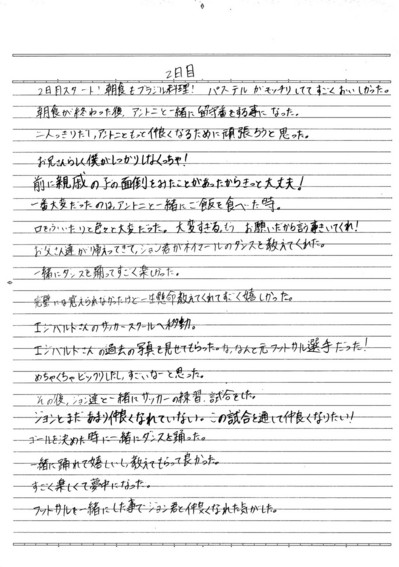 2日目
2日目スタート!朝食もブラジル料理! パステルがモッチリしててすごくおいしかった。
朝食が終わった後、アントニと一緒に留守番をする事になった。
二人っきりだし、アントニともっと仲良くなるために頑張ろうと思った。
お兄さんらしく僕がしっかりしなくっちゃ!
前に親戚の子の面倒をみたことがあったからきっと大丈夫!
一番大変だったのは、アントニと一緒にご飯を食べた時。
口をふいたりと色々と大変だった。大変すぎる。もう お願いだから言う事きいてくれ!
お父さん達が帰ってきて、ジョン君がネイマールのダンスを教えてくれた。
一緒にダンスを踊ってすごく楽しかった。
完璧には覚えられなかったけど一生懸命教えてくれてすごく嬉しかった。
エジバルドさんのサッカースクールへ移動。
エジバルドさんの過去の写真を見せてもらった。な、なんと元フットサル選手だった!
めちゃくちゃビックリしたし、すごいなーと思った。
その後、ジョン達と一緒にサッカーの練習、試合をした。
ジョンとまだあまり仲良くなれていない。この試合を通して仲良くなりたい!
ゴールを決めた時に一緒にダンスを踊った。
一緒に踊れて嬉しいし、教えてもらって良かった。
すごく楽しくて夢中になった。
フットサルを一緒にした事でジョン君と仲良くなれた気がした。